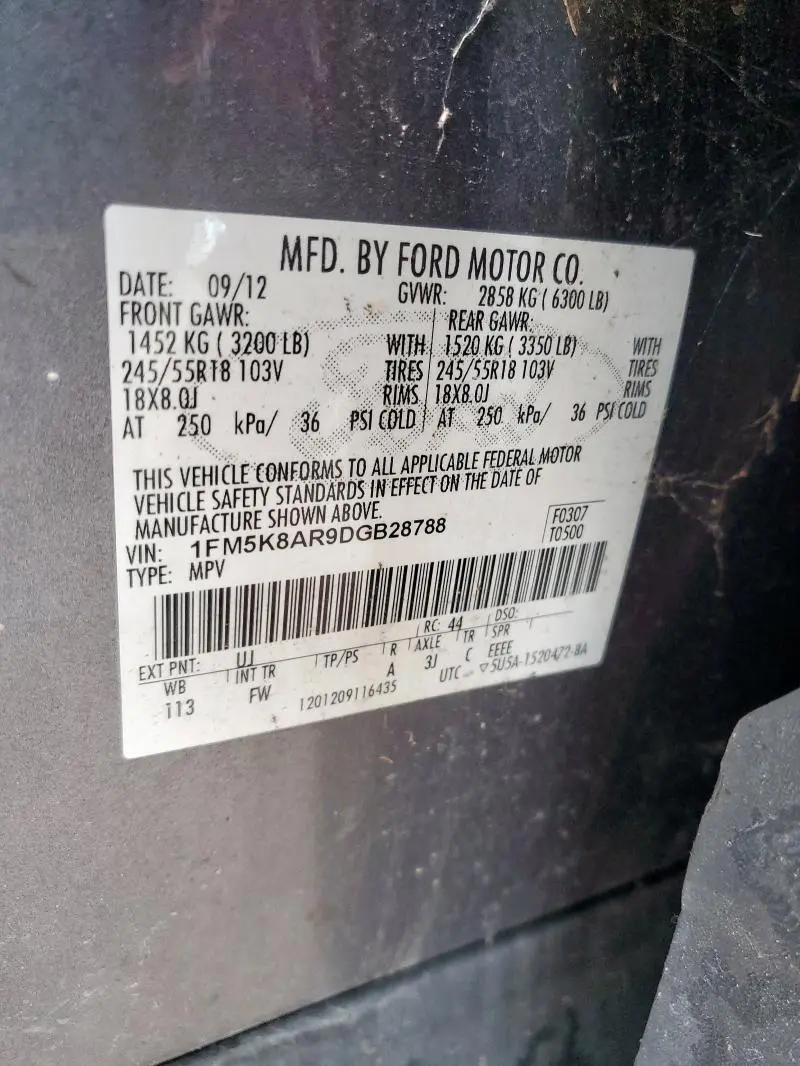 MFD. BY FORD MOTOR CO.
DATE: 09/12 GVWR: 2858 KG ( 6300 LB)
FRONT GAWR: REAR GAWR:
1452 KG ( 3200 LB) WITH 1520 KG ( 3350 LB) WITH
245/55R18 103V TIRES 245/55R18 103V TIRES
18X8.0J RIMS 18X8.0J RIMS
AT 250 kPa/ 36 PSI COLD AT 250 kPa/ 36 PSI COLD
THIS VEHICLE CONFORMS TO ALL APPLICABLE FEDERAL MOTOR
VEHICLE SAFETY STANDARDS IN EFFECT ON THE DATE OF
MANUFACTURE SHOWN ABOVE.
VIN: 1FM5K8AR9DGB28788 F0307
TYPE: MPV T0500
EXT PNT: UJ RC: 44 DSO:
WB INT TR TP/PS R AXLE TR SPR
113 FW A 3J C EEEE
1201209116435 UTC ▽5U5A-1520472-BA